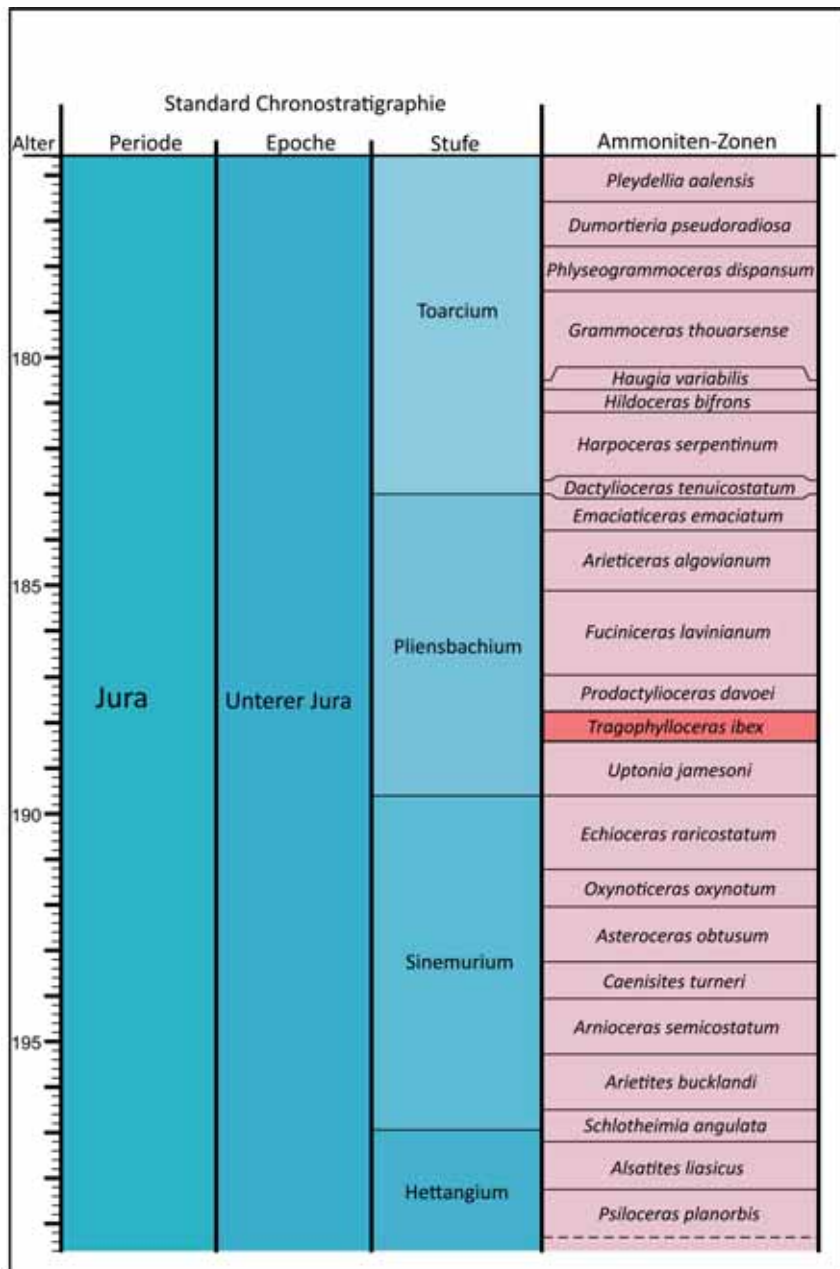 Standard Chronostratigraphie
Alter Periode Epoche Stufe Ammoniten-Zonen
Pleydellia aalensis
Dumortieria pseudoradiosa
Phlyseogrammoceras dispansum
Toarcium
Grammoceras thouarsense
180
Haugia variabilis
Hildoceras bifrons
Harpoceras serpentinum
Dactylioceras tenuicostatum
Emaciaticeras emaciatum
Arieticeras algovianum
185
Fuciniceras lavinianum
Pliensbachium
Prodactylioceras davoei
Jura
Unterer Jura
Tragophylloceras ibex
Uptonia jamesoni
190
Echioceras raricostatum
Oxynoticeras oxynotum
Asteroceras obtusum
Sinemurium
Caenisites turneri
Arnioceras semicostatum
195
Arietites bucklandi
Schlotheimia angulata
Alsatites liasicus
Hettangium
Psiloceras planorbis